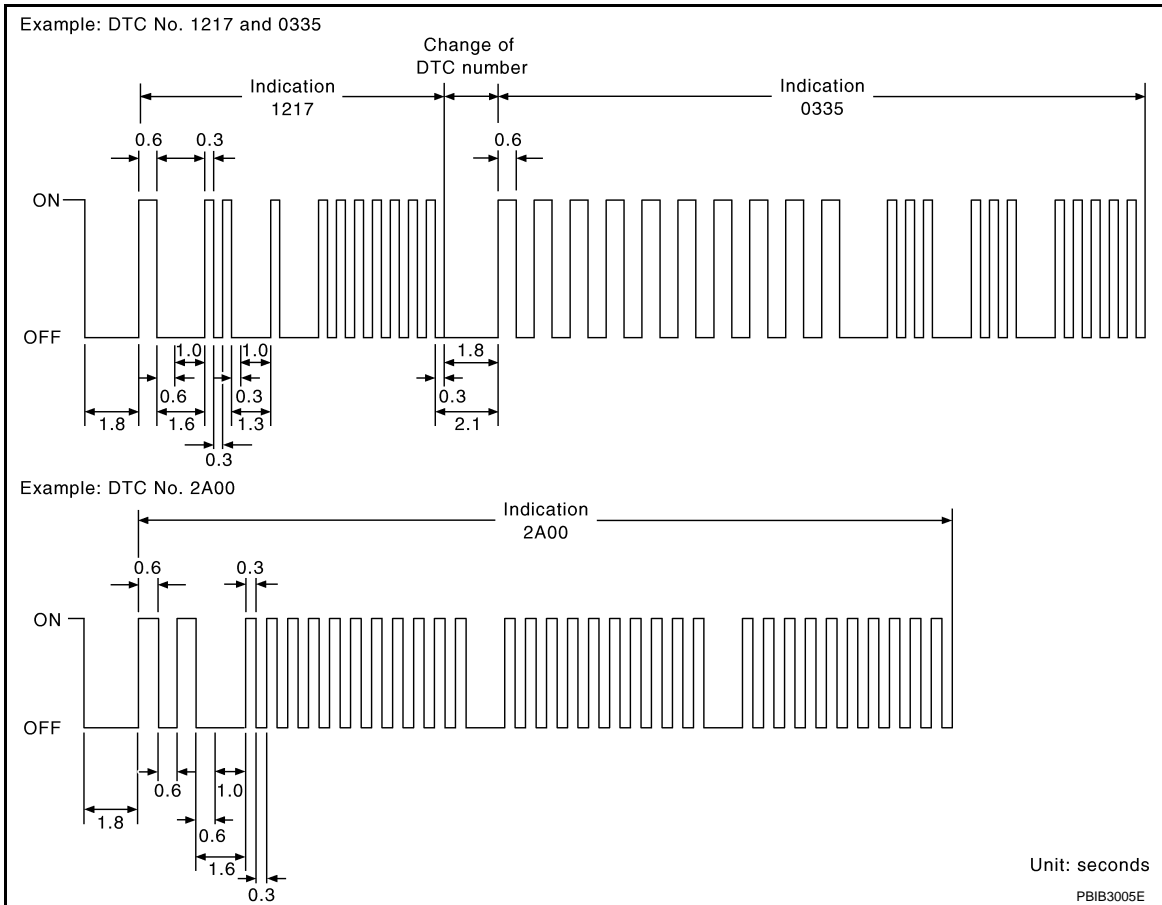 Example: DTC No. 1217 and 0335
Change of
DTC number
Indication
1217
Indication
0335
0.6
0.3
0.6
ON
OFF
1.0
1.0
1.8
0.6
0.3
0.3
1.8
1.6
1.3
2.1
0.3
Example: DTC No. 2A00
Indication
2A00
0.6
0.3
ON
OFF
0.6
1.0
1.8
0.6
1.6
0.3
Unit: seconds
PBIB3005E